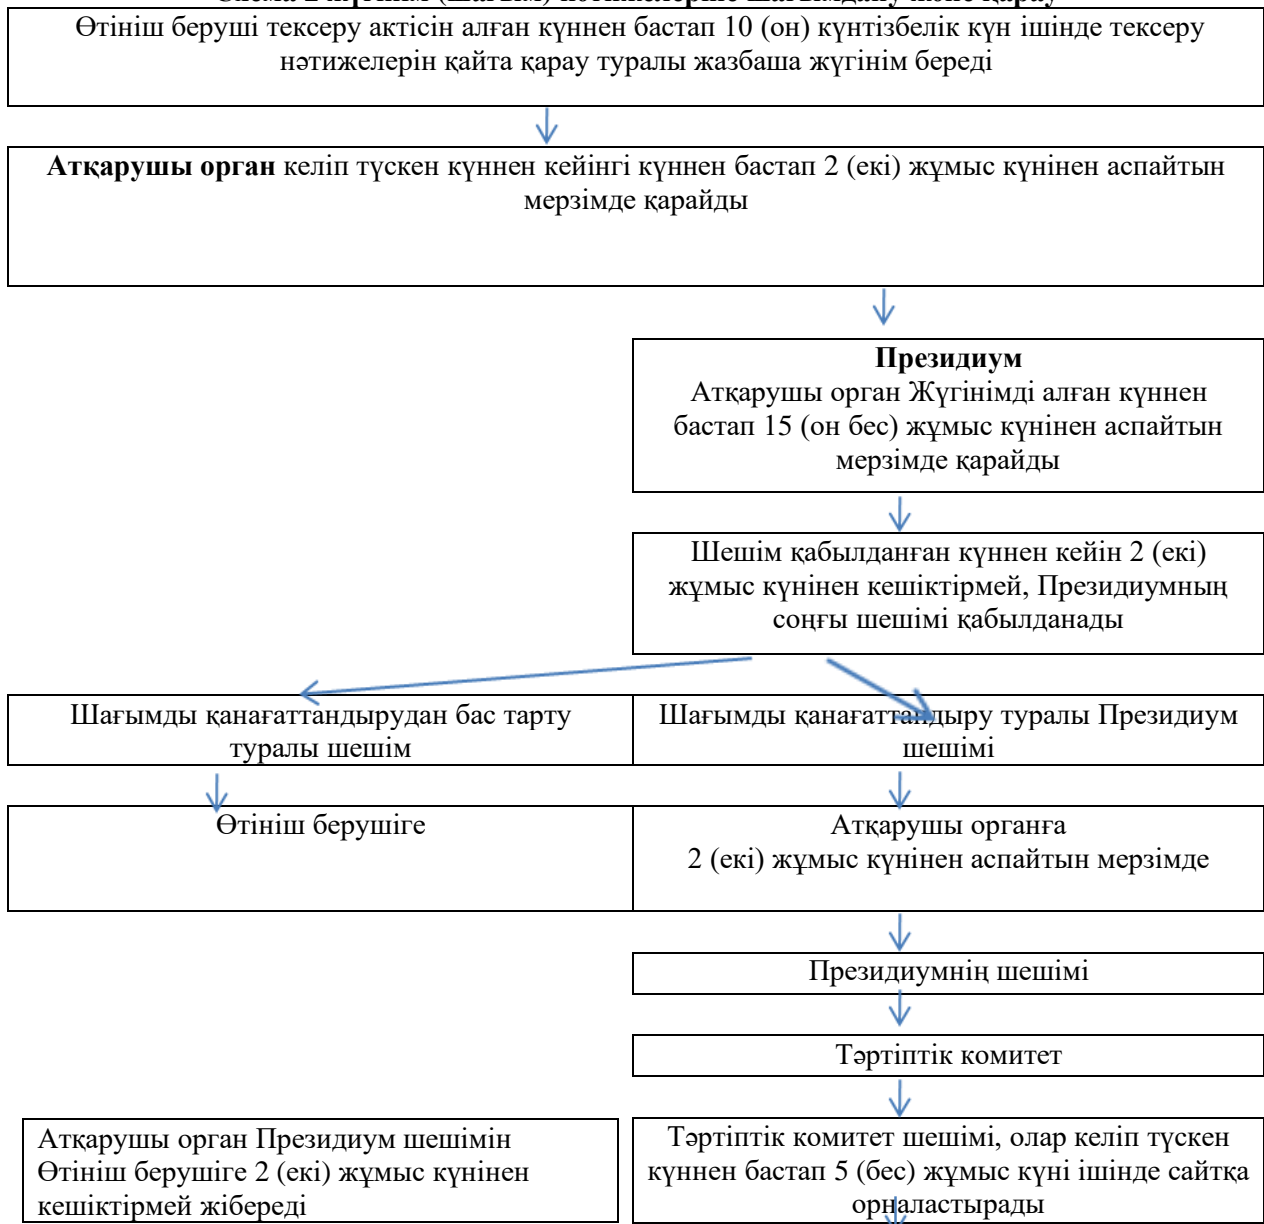 Өтініш беруші тексеру актісін алған күннен бастап 10 (он) күнтізбелік күн ішінде тексеру
нәтижелерін қайта қарау туралы жазбаша жүгінім береді
Атқарушы орган келіп түскен күннен кейінгі күннен бастап 2 (екі) жұмыс күнінен аспайтын
мерзімде қарайды
Президиум
Атқарушы орган Жүгінімді алған күннен
бастап 15 (он бес) жұмыс күнінен аспайтын
мерзімде қарайды
Шешім қабылданған күннен кейін 2 (екі)
жұмыс күнінен кешіктірмей, Президиумның
соңғы шешімі қабылданады
Шағымды қанағаттандырудан бас тарту
туралы шешім
Шағымды қанағаттандыру туралы Президиум
шешімі
Өтініш берушіге
Атқарушы органға
2 (екі) жұмыс күнінен аспайтын мерзімде
Президиумнің шешімі
Тәртіптік комитет
Атқарушы орган Президиум шешімін
Өтініш берушіге 2 (екі) жұмыс күнінен
кешіктірмей жібереді
Тәртіптік комитет шешімі, олар келіп түскен
күннен бастап 5 (бес) жұмыс күні ішінде сайтқа
орналастырады